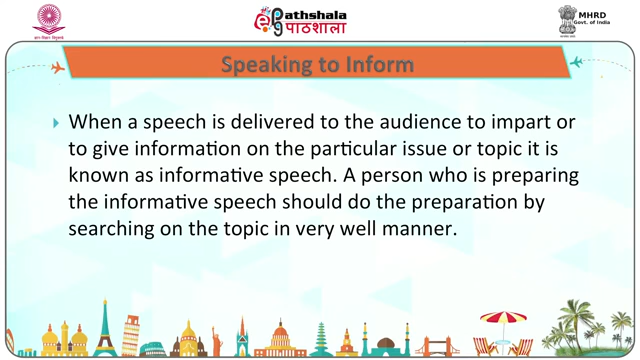 ePathshala
पाठशाला
MHRD
Govt. of India
Speaking to Inform
When a speech is delivered to the audience to impart or
to give information on the particular issue or topic it is
known as informative speech. A person who is preparing
the informative speech should do the preparation by
searching on the topic in very well manner.